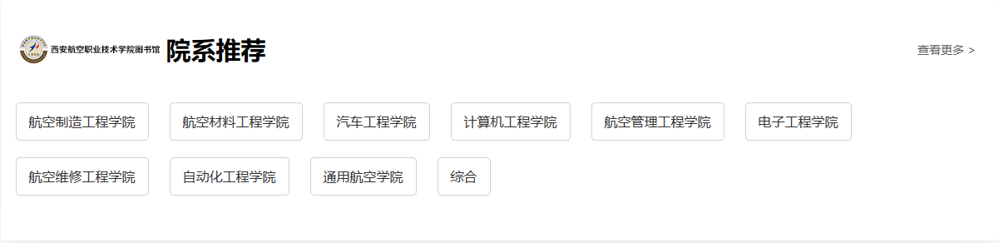 西安航空职业技术学院图书馆 院系推荐 查看更多 >
航空制造工程学院 航空材料工程学院 汽车工程学院 计算机工程学院 航空管理工程学院 电子工程学院
航空维修工程学院 自动化工程学院 通用航空学院 综合